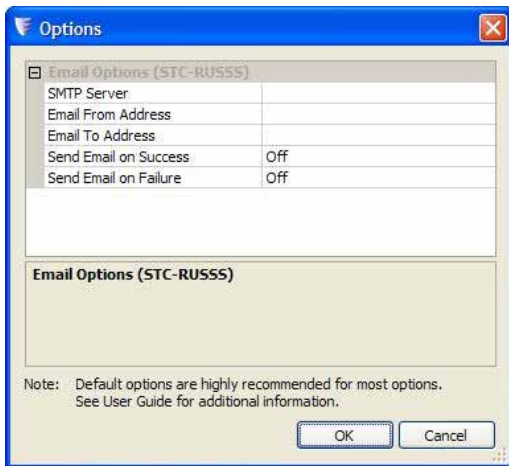 Options
Email Options (STC-RUSSS)
SMTP Server
Email From Address
Email To Address
Send Email on Success Off
Send Email on Failure Off
Email Options (STC-RUSSS)
Note: Default options are highly recommended for most options.
See User Guide for additional information.
OK Cancel